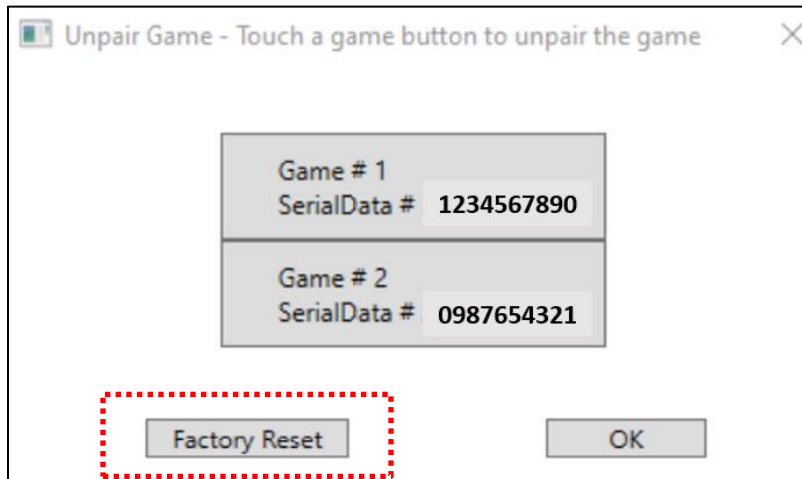 Unpair Game - Touch a game button to unpair the game
Game # 1
SerialData # 1234567890
Game # 2
SerialData # 0987654321
Factory Reset
OK